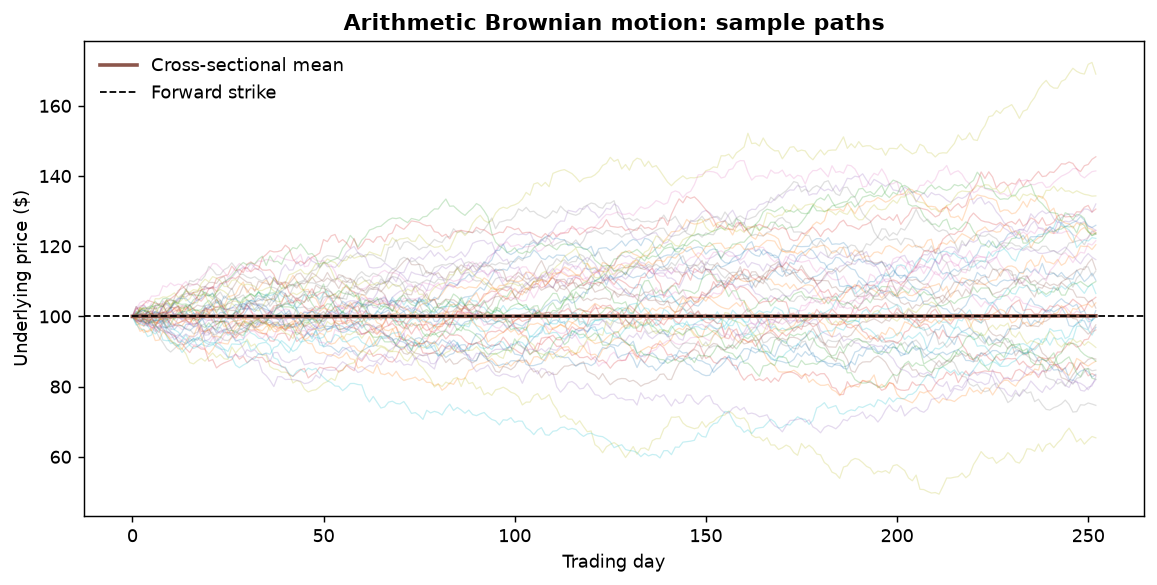 Arithmetic Brownian motion: sample paths
Cross-sectional mean
Forward strike
Underlying price ($)
160
140
120
100
80
60
0 50 100 150 200 250
Trading day